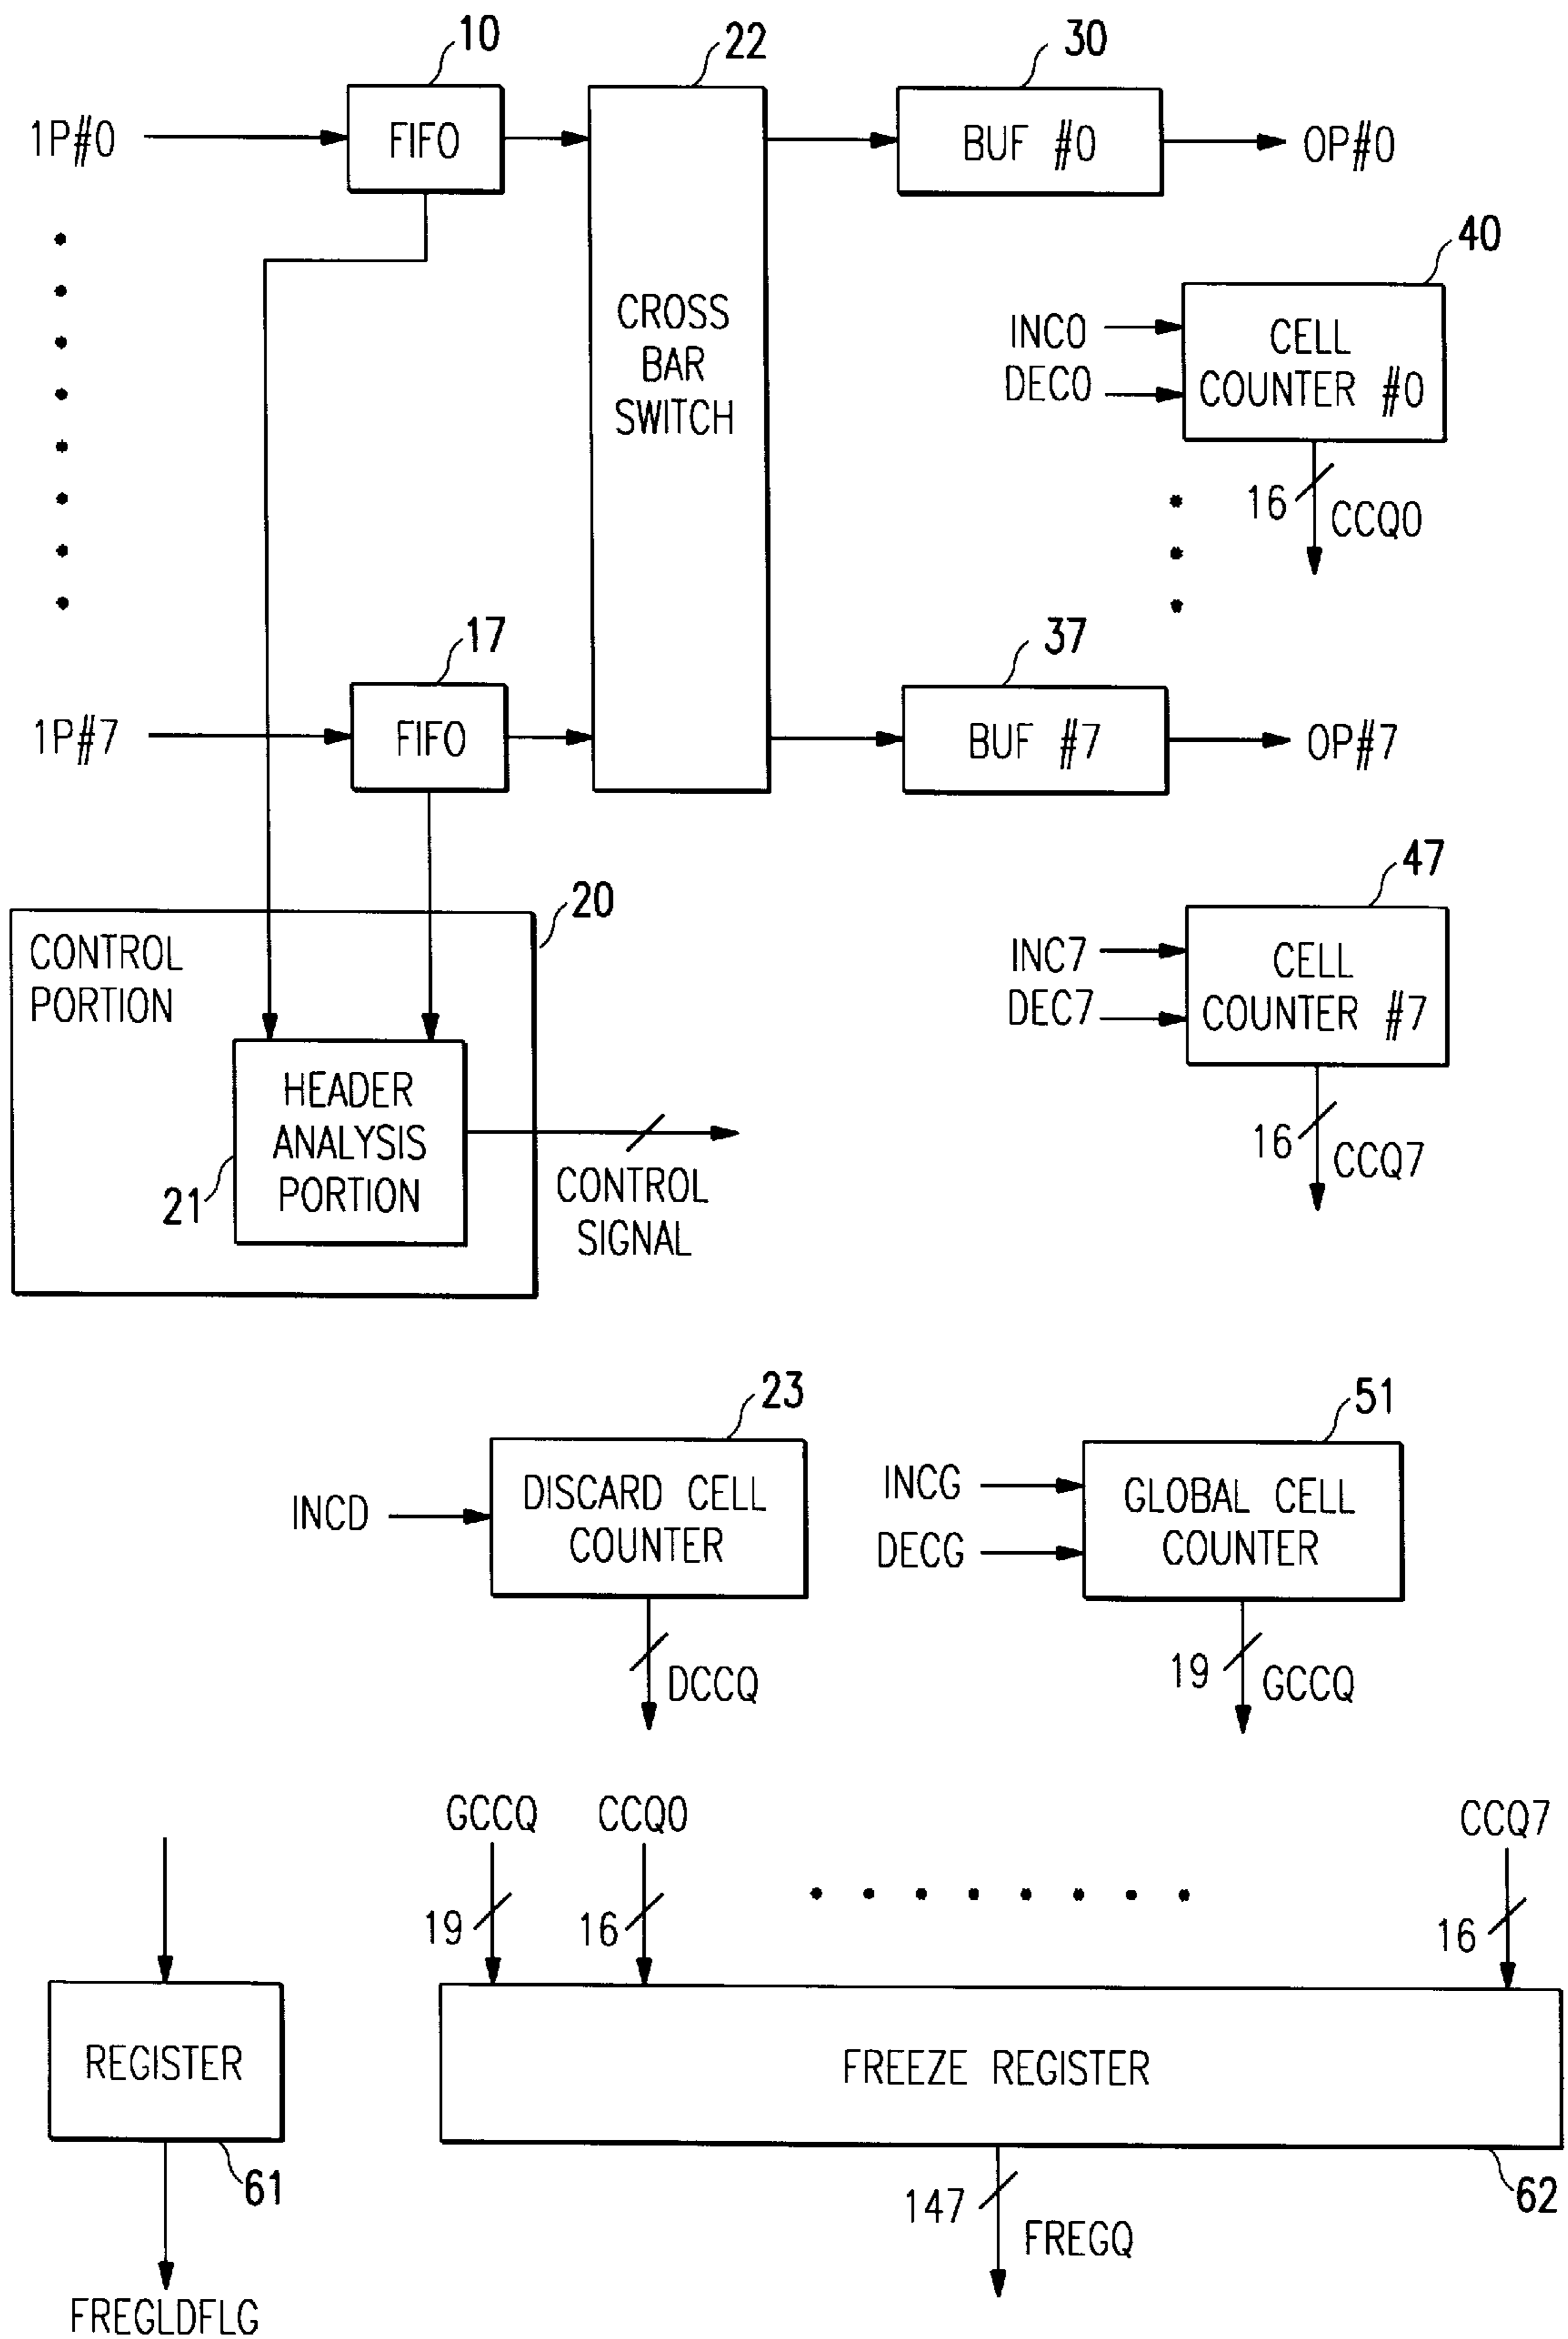 10
22
30
1P#0
FIFO
BUF #0
OP#0
40
CROSS
BAR
SWITCH
INC0
DEC0
CELL
COUNTER #0
16
CCQ0
17
37
1P#7
FIFO
BUF #7
OP#7
47
20
CONTROL
PORTION
INC7
DEC7
CELL
COUNTER #7
HEADER
ANALYSIS
PORTION
21
CONTROL
SIGNAL
16
CCQ7
23
51
INCD
DISCARD CELL
COUNTER
INCG
DECG
GLOBAL CELL
COUNTER
DCCQ
19
GCCQ
GCCQ
CCQ0
CCQ7
19
16
16
REGISTER
FREEZE REGISTER
61
62
147
FREGQ
FREGLDFLG